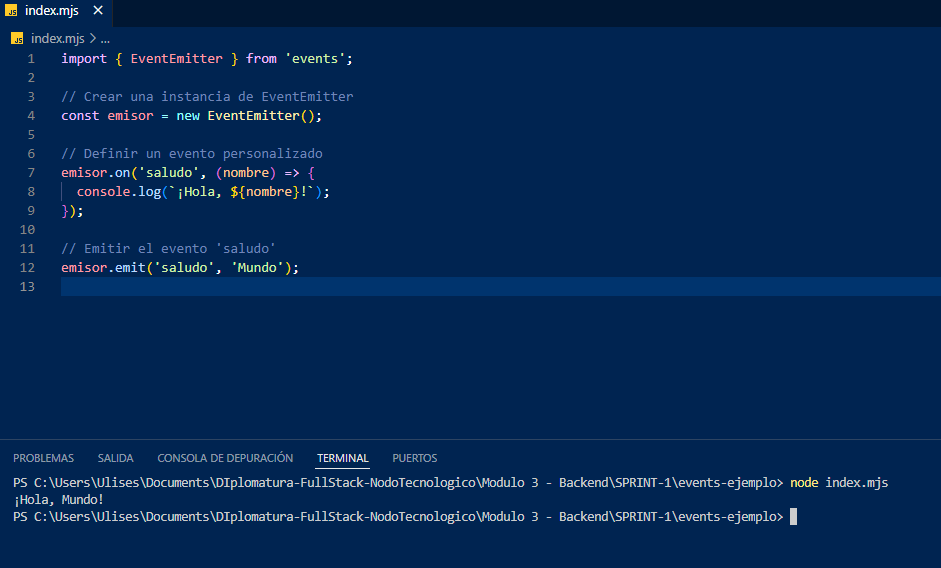 JS index.mjs ×
JS index.mjs > ...
1 import { EventEmitter } from 'events';
2
3 // Crear una instancia de EventEmitter
4 const emisor = new EventEmitter();
5
6 // Definir un evento personalizado
7 emisor.on('saludo', (nombre) => {
8   console.log(`¡Hola, ${nombre}!`);
9 });
10
11 // Emitir el evento 'saludo'
12 emisor.emit('saludo', 'Mundo');
13
PROBLEMAS SALIDA CONSOLA DE DEPURACIÓN TERMINAL PUERTOS
PS C:\Users\Ulises\Documents\DIplomatura-FullStack-NodoTecnologico\Modulo 3 - Backend\SPRINT-1\events-ejemplo> node index.mjs
¡Hola, Mundo!
PS C:\Users\Ulises\Documents\DIplomatura-FullStack-NodoTecnologico\Modulo 3 - Backend\SPRINT-1\events-ejemplo>